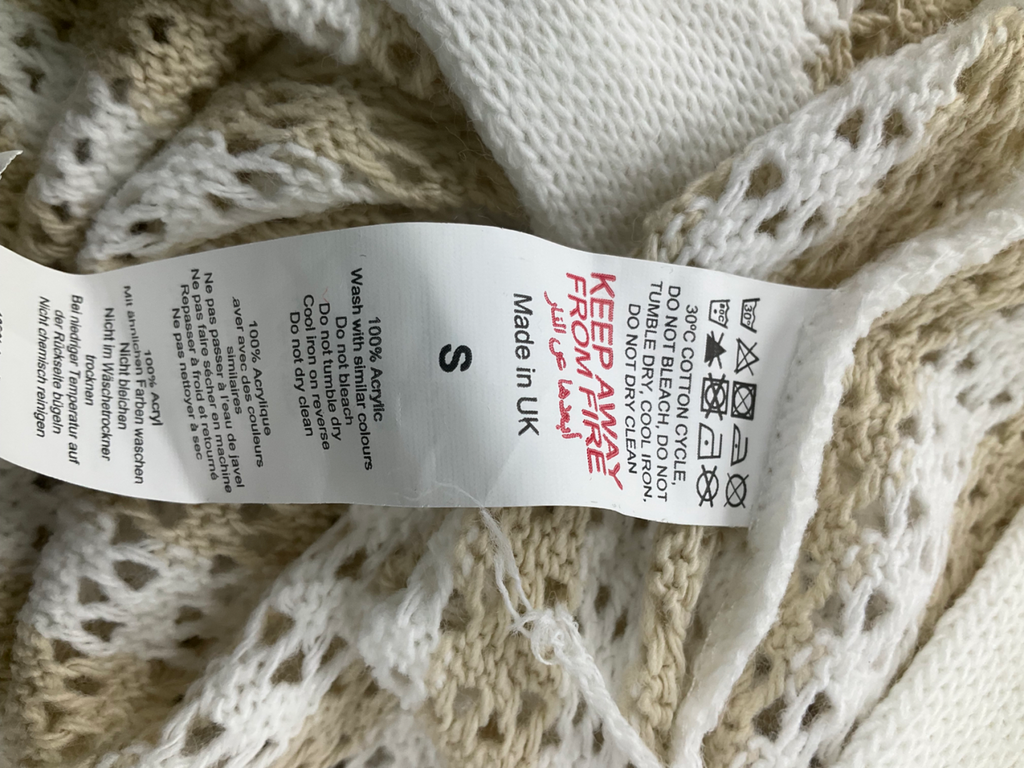 30°
30°
30°C COTTON CYCLE,
DO NOT BLEACH, DO NOT
TUMBLE DRY, COOL IRON,
DO NOT DRY CLEAN
KEEP AWAY
FROM FIRE
ابعدها عن النار
Made in UK
S
100% Acrylic
Wash with similar colours
Do not bleach
Do not tumble dry
Cool iron on reverse
Do not dry clean
100% Acrylique
aver avec des couleurs
similaires
Ne pas passer à l'eau de javel
Ne pas faire sécher en machine
Repasser à froid et retourné
Ne pas nettoyer à sec
100% Acryl
Mit ähnlichen Farben waschen
Nicht bleichen
Nicht im Wäschetrockner
trocknen
Bei niedriger Temperatur auf
der Rückseite bügeln
Nicht chemisch reinigen